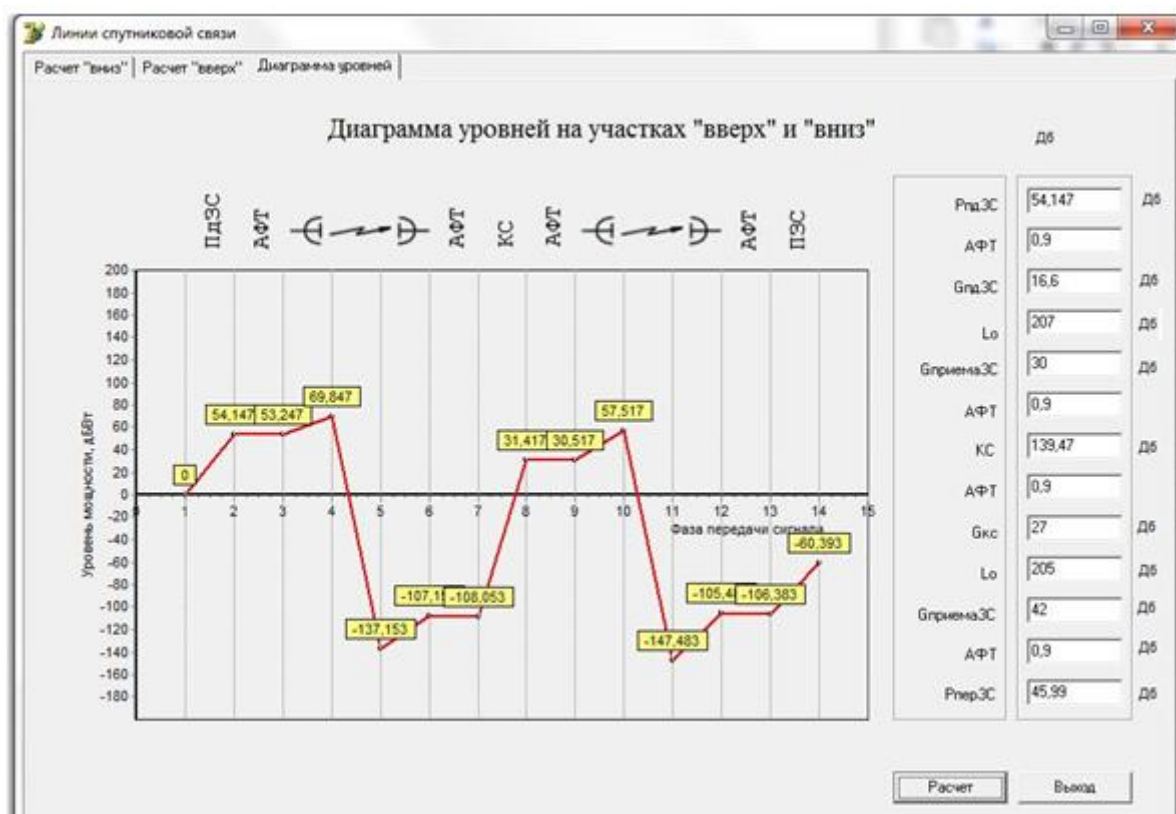 Линии спутниковой связи
Расчет "вниз" Расчет "вверх" Диаграмма уровней
Диаграмма уровней на участках "вверх" и "вниз"
Дб
ПдЗС АФТ АФТ КС АФТ АФТ ПЗС
Уровень мощности, дБВт
200
180
160
140
120
100
80
60
40
20
0
-20
-40
-60
-80
-100
-120
-140
-160
-180
0 54,147 53,247 69,847 -137,153 -108,053 31,417 30,517 57,517 -147,483 -106,383 -60,393
0 1 2 3 4 5 6 7 8 9 10 11 12 13 14 15
Фаза передачи сигнала
РпдЗС 54,147 Дб
АФТ 0,9
GпдЗС 16,6 Дб
Lo 207 Дб
GприемаЗС 30 Дб
АФТ 0,9
КС 139,47 Дб
АФТ 0,9
Gкс 27 Дб
Lo 205 Дб
GприемаЗС 42 Дб
АФТ 0,9 Дб
РперЗС 45,99 Дб
Расчет Выход